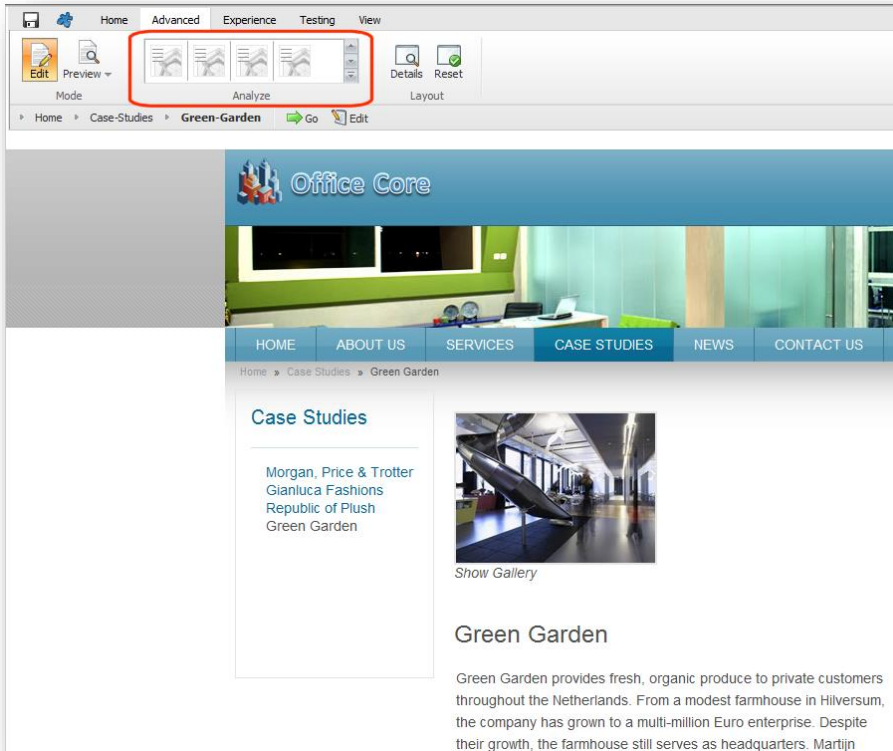 Home Advanced Experience Testing View
Edit Preview Details Reset
Mode Analyze Layout
Home Case-Studies Green-Garden Go Edit
Office Core
HOME ABOUT US SERVICES CASE STUDIES NEWS CONTACT US
Home » Case Studies » Green Garden
Case Studies
Morgan, Price & Trotter
Gianluca Fashions
Republic of Plush
Green Garden
Show Gallery
Green Garden
Green Garden provides fresh, organic produce to private customers
throughout the Netherlands. From a modest farmhouse in Hilversum,
the company has grown to a multi-million Euro enterprise. Despite
their growth, the farmhouse still serves as headquarters. Martijn